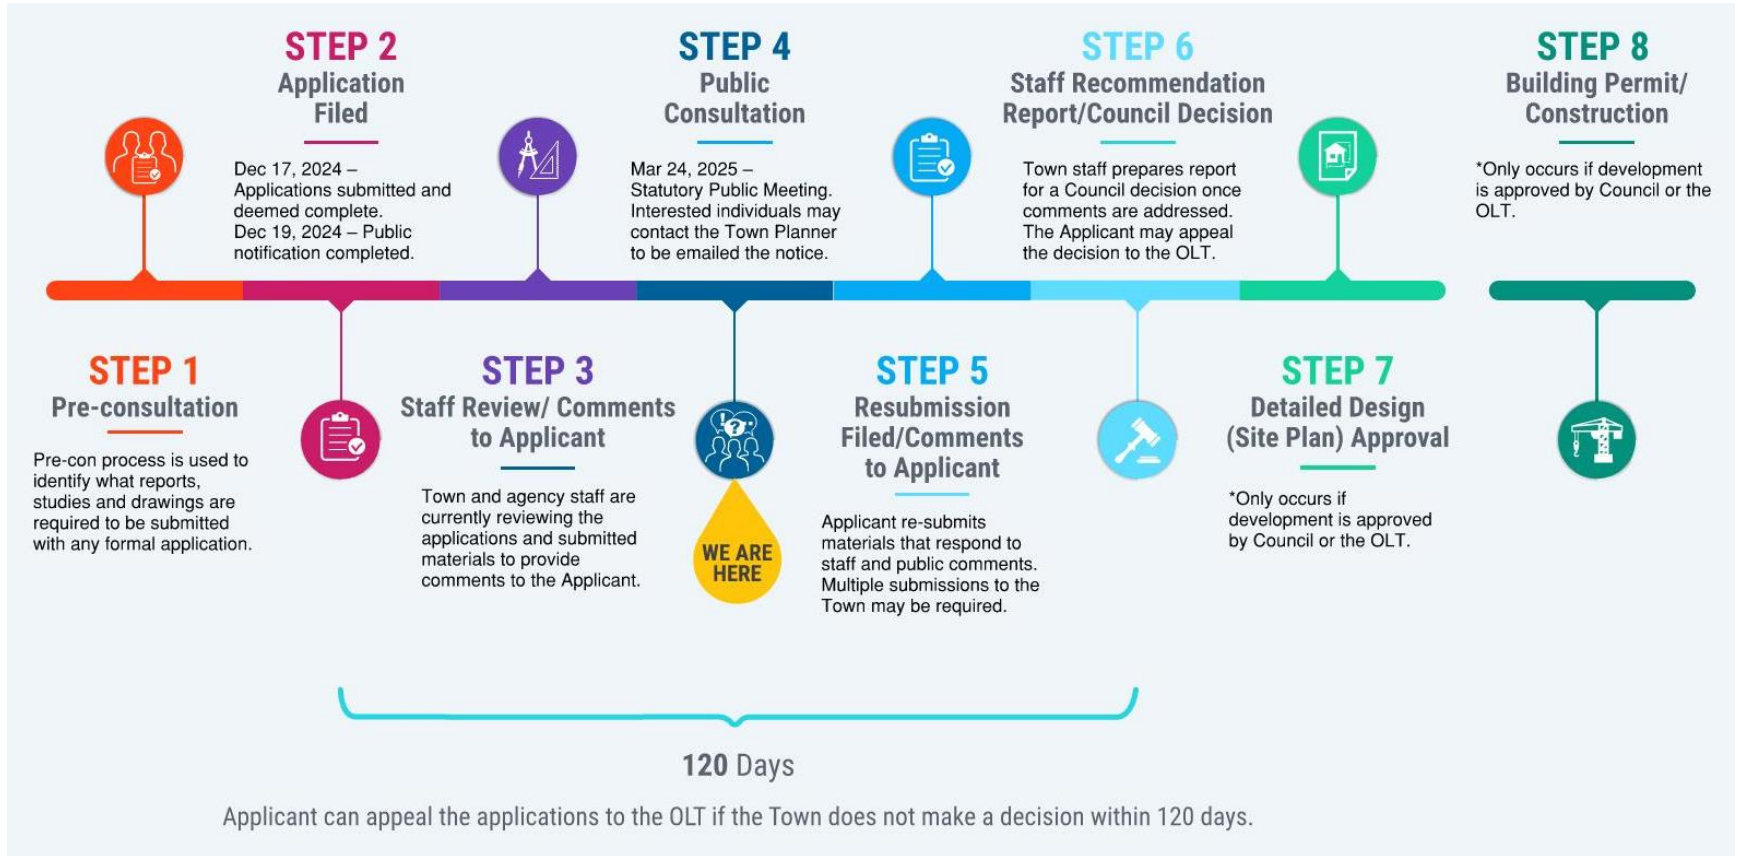 STEP 1
Pre-consultation
Pre-con process is used to
identify what reports,
studies and drawings are
required to be submitted
with any formal application.
STEP 2
Application
Filed
Dec 17, 2024 –
Applications submitted and
deemed complete.
Dec 19, 2024 – Public
notification completed.
STEP 3
Staff Review/ Comments
to Applicant
Town and agency staff are
currently reviewing the
applications and submitted
materials to provide
comments to the Applicant.
STEP 4
Public
Consultation
Mar 24, 2025 –
Statutory Public Meeting.
Interested individuals may
contact the Town Planner
to be emailed the notice.
?
WE ARE
HERE
STEP 5
Resubmission
Filed/Comments
to Applicant
Applicant re-submits
materials that respond to
staff and public comments.
Multiple submissions to the
Town may be required.
STEP 6
Staff Recommendation
Report/Council Decision
Town staff prepares report
for a Council decision once
comments are addressed.
The Applicant may appeal
the decision to the OLT.
STEP 7
Detailed Design
(Site Plan) Approval
*Only occurs if
development is approved
by Council or the OLT.
STEP 8
Building Permit/
Construction
*Only occurs if development
is approved by Council or the
OLT.
120 Days
Applicant can appeal the applications to the OLT if the Town does not make a decision within 120 days.